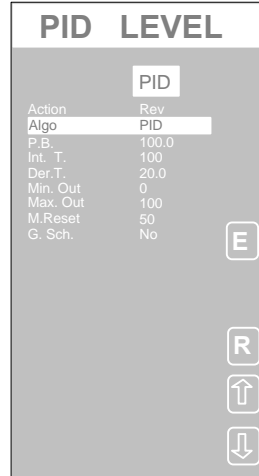 PID LEVEL
PID
Action Rev
Algo PID
P.B. 100.0
Int. T. 100
Der.T. 20.0
Min. Out 0
Max. Out 100
M.Reset 50
G. Sch. No
E
R
⇧
⇩